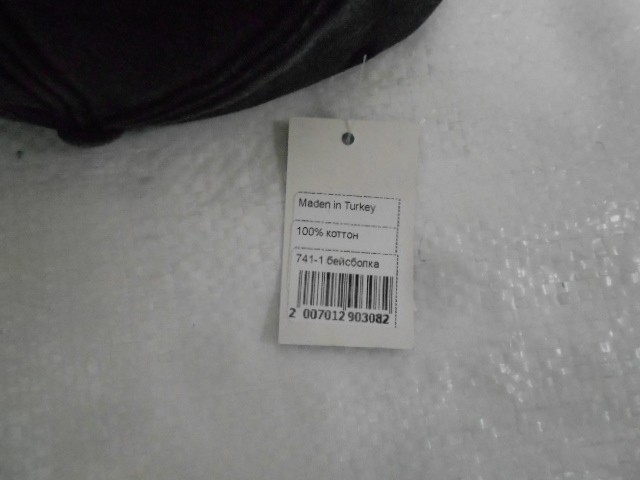 Maden in Turkey
100% коттон
741-1 бейсболка
2 007012 903082